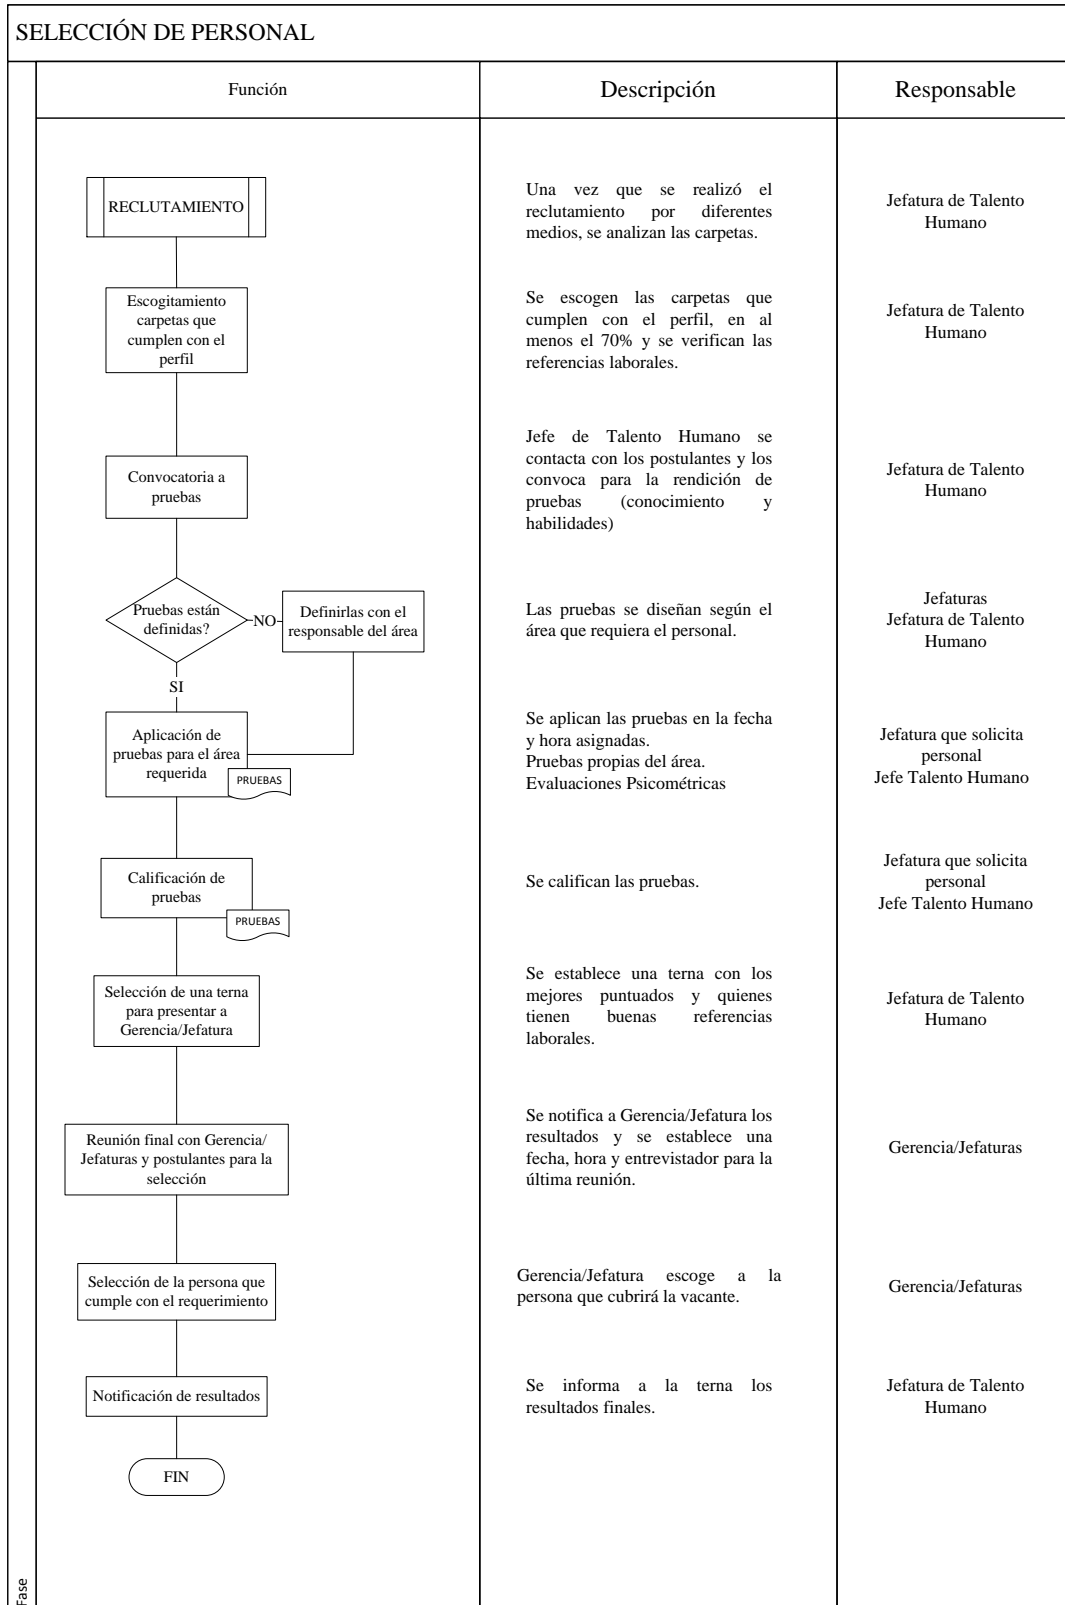 SELECCIÓN DE PERSONAL
Función
Descripción
Responsable
RECLUTAMIENTO
Una vez que se realizó el
reclutamiento por diferentes
medios, se analizan las carpetas.
Jefatura de Talento
Humano
Escogitamiento
carpetas que
cumplen con el
perfil
Se escogen las carpetas que
cumplen con el perfil, en al
menos el 70% y se verifican las
referencias laborales.
Jefatura de Talento
Humano
Convocatoria a
pruebas
Jefe de Talento Humano se
contacta con los postulantes y los
convoca para la rendición de
pruebas (conocimiento y
habilidades)
Jefatura de Talento
Humano
Pruebas están
definidas?
NO
Definirlas con el
responsable del área
Las pruebas se diseñan según el
área que requiera el personal.
Jefaturas
Jefatura de Talento
Humano
SI
Aplicación de
pruebas para el área
requerida
PRUEBAS
Se aplican las pruebas en la fecha
y hora asignadas.
Pruebas propias del área.
Evaluaciones Psicométricas
Jefatura que solicita
personal
Jefe Talento Humano
Calificación de
pruebas
PRUEBAS
Se califican las pruebas.
Jefatura que solicita
personal
Jefe Talento Humano
Selección de una terna
para presentar a
Gerencia/Jefatura
Se establece una terna con los
mejores puntuados y quienes
tienen buenas referencias
laborales.
Jefatura de Talento
Humano
Reunión final con Gerencia/
Jefaturas y postulantes para la
selección
Se notifica a Gerencia/Jefatura los
resultados y se establece una
fecha, hora y entrevistador para la
última reunión.
Gerencia/Jefaturas
Selección de la persona que
cumple con el requerimiento
Gerencia/Jefatura escoge a la
persona que cubrirá la vacante.
Gerencia/Jefaturas
Notificación de resultados
Se informa a la terna los
resultados finales.
Jefatura de Talento
Humano
FIN
Fase